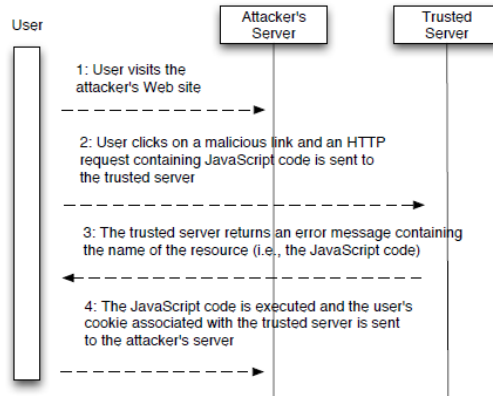 User
Attacker's
Server
Trusted
Server
1: User visits the
attacker's Web site
2: User clicks on a malicious link and an HTTP
request containing JavaScript code is sent to
the trusted server
3: The trusted server returns an error message containing
the name of the resource (i.e., the JavaScript code)
4: The JavaScript code is executed and the user's
cookie associated with the trusted server is sent
to the attacker's server